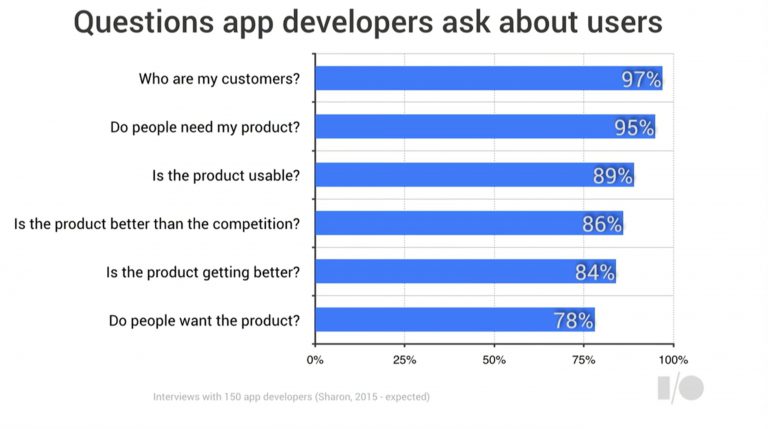 Questions app developers ask about users
Who are my customers? 97%
Do people need my product? 95%
Is the product usable? 89%
Is the product better than the competition? 86%
Is the product getting better? 84%
Do people want the product? 78%
0% 25% 50% 75% 100%
I/O
Interviews with 150 app developers (Sharon, 2015 - expected)